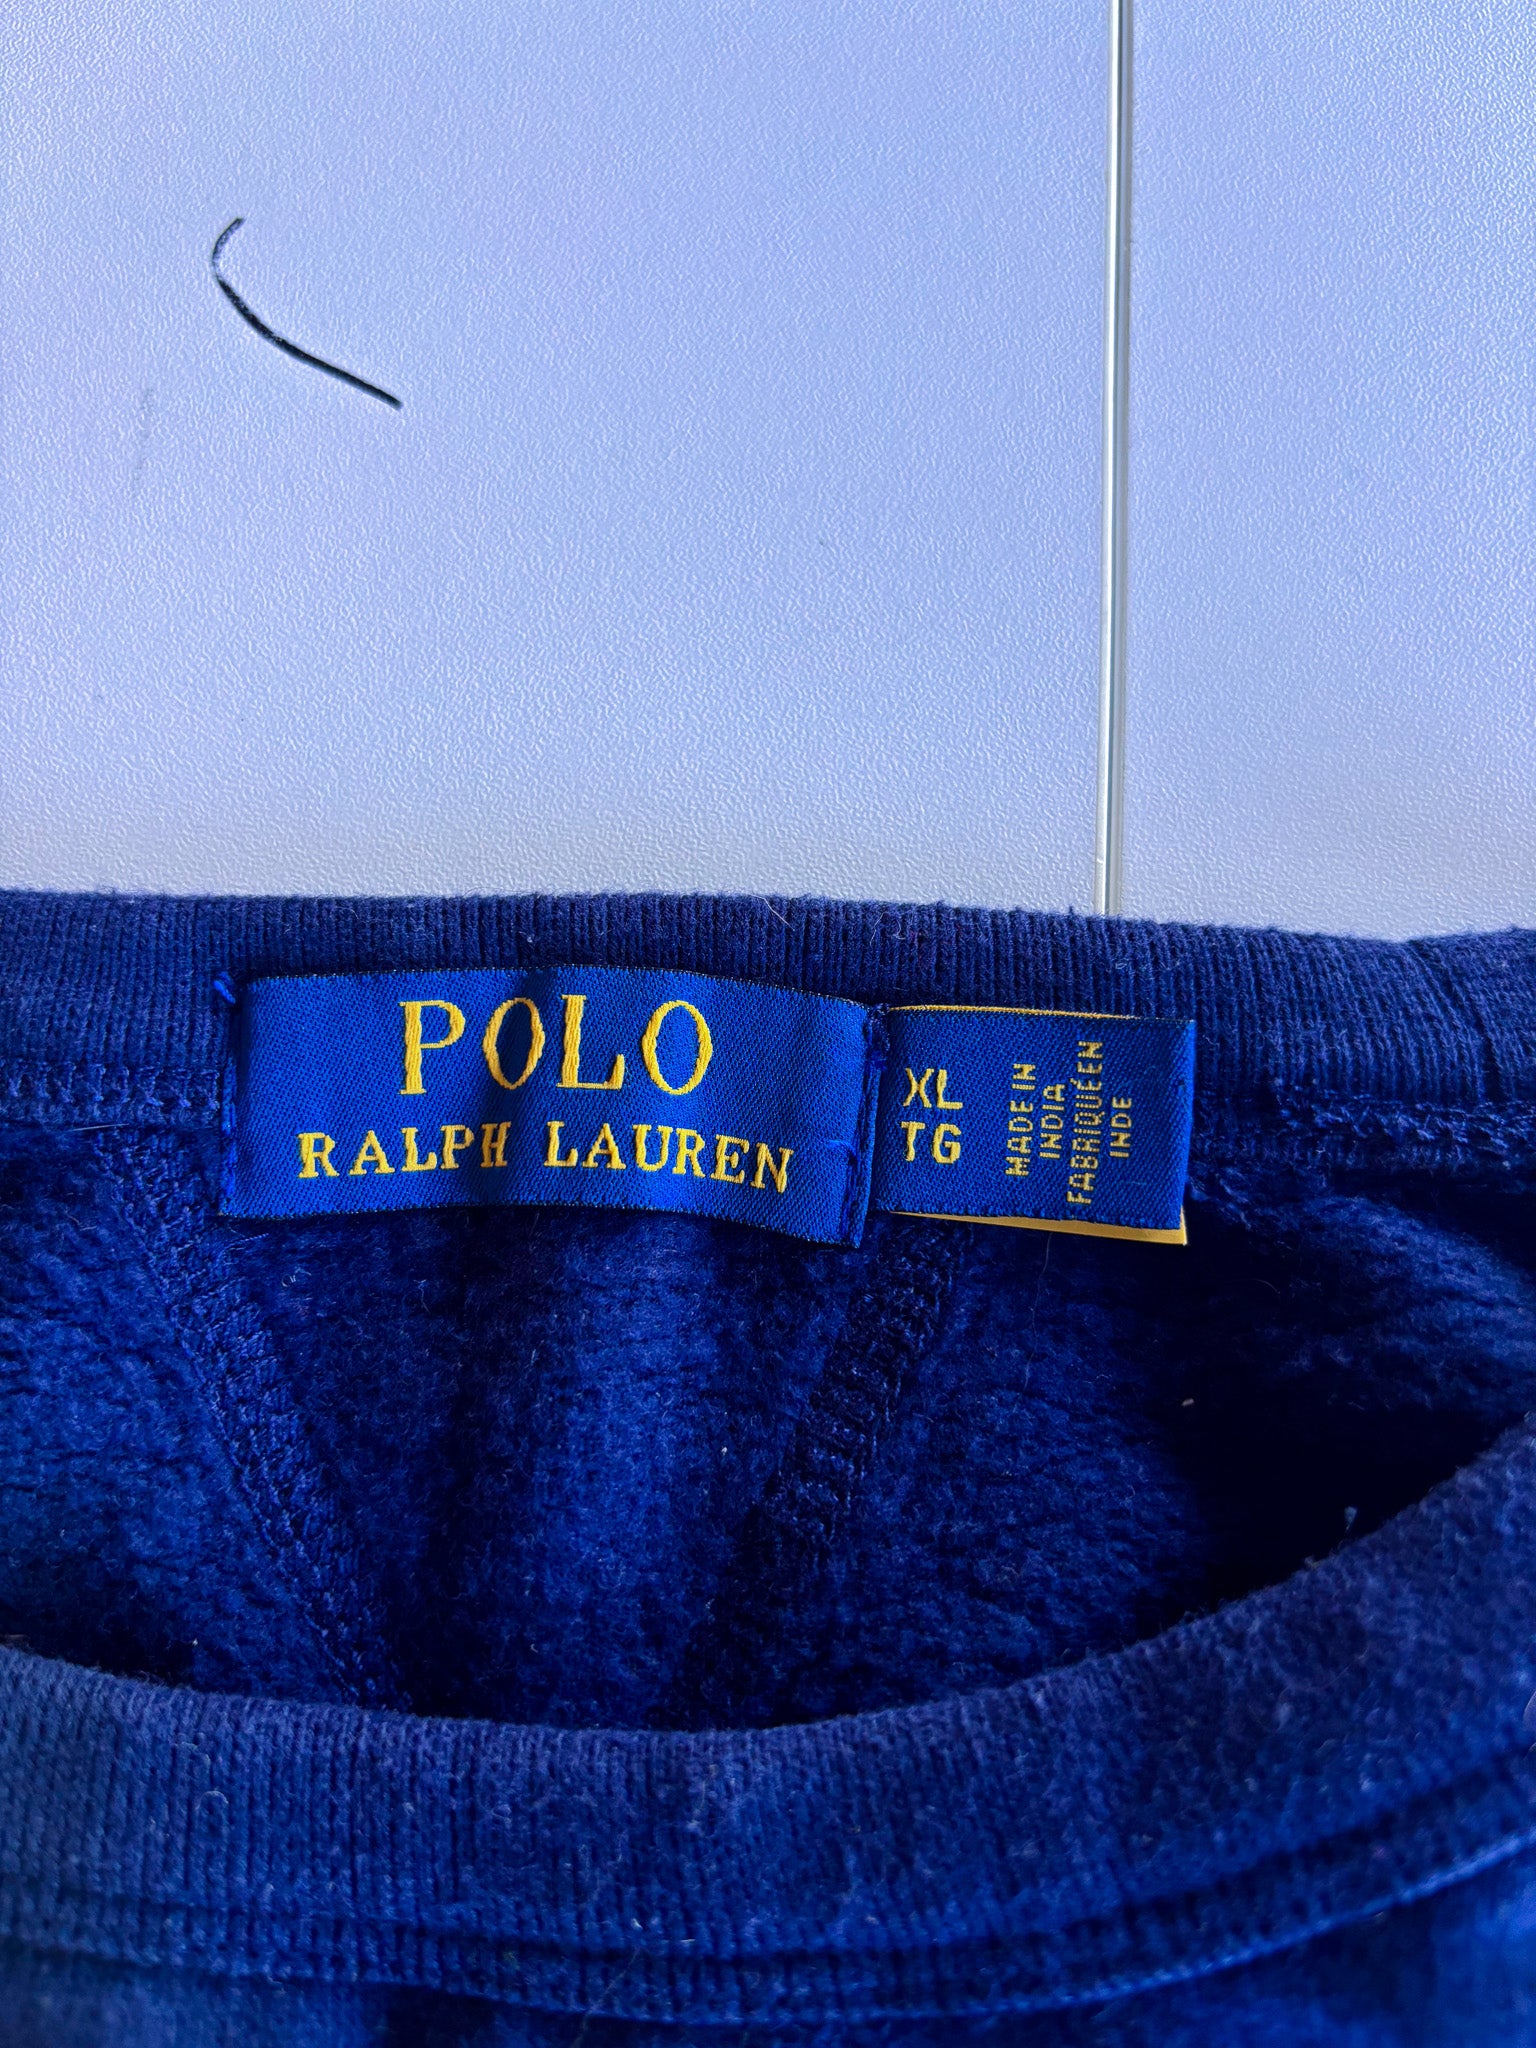 POLO
RALPH LAUREN
XL
TG
MADE IN
INDIA
FABRIQUÉ EN
INDE